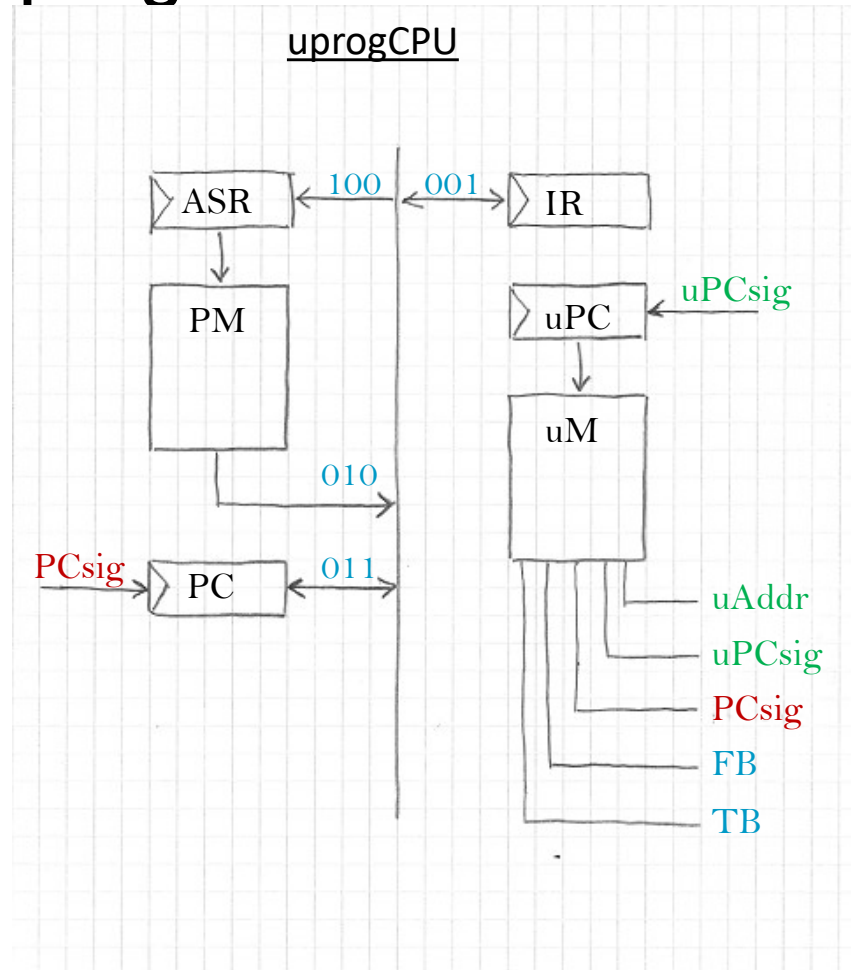 uprogCPU
ASR 100 001 IR
PM
uPC uPCsig
uM
010
PCsig PC 011
uAddr
uPCsig
PCsig
FB
TB